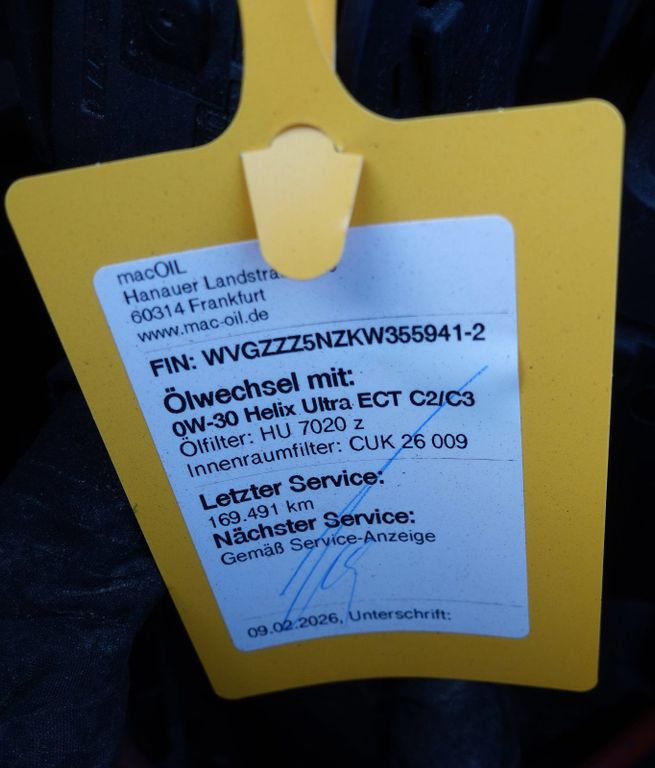 macOIL
Hanauer Landstra
60314 Frankfurt
www.mac-oil.de
FIN: WVGZZZ5NZKW355941-2
Ölwechsel mit:
0W-30 Helix Ultra ECT C2/C3
Ölfilter: HU 7020 z
Innenraumfilter: CUK 26 009
Letzter Service:
169.491 km
Nächster Service:
Gemäß Service-Anzeige
09.02.2026, Unterschrift: